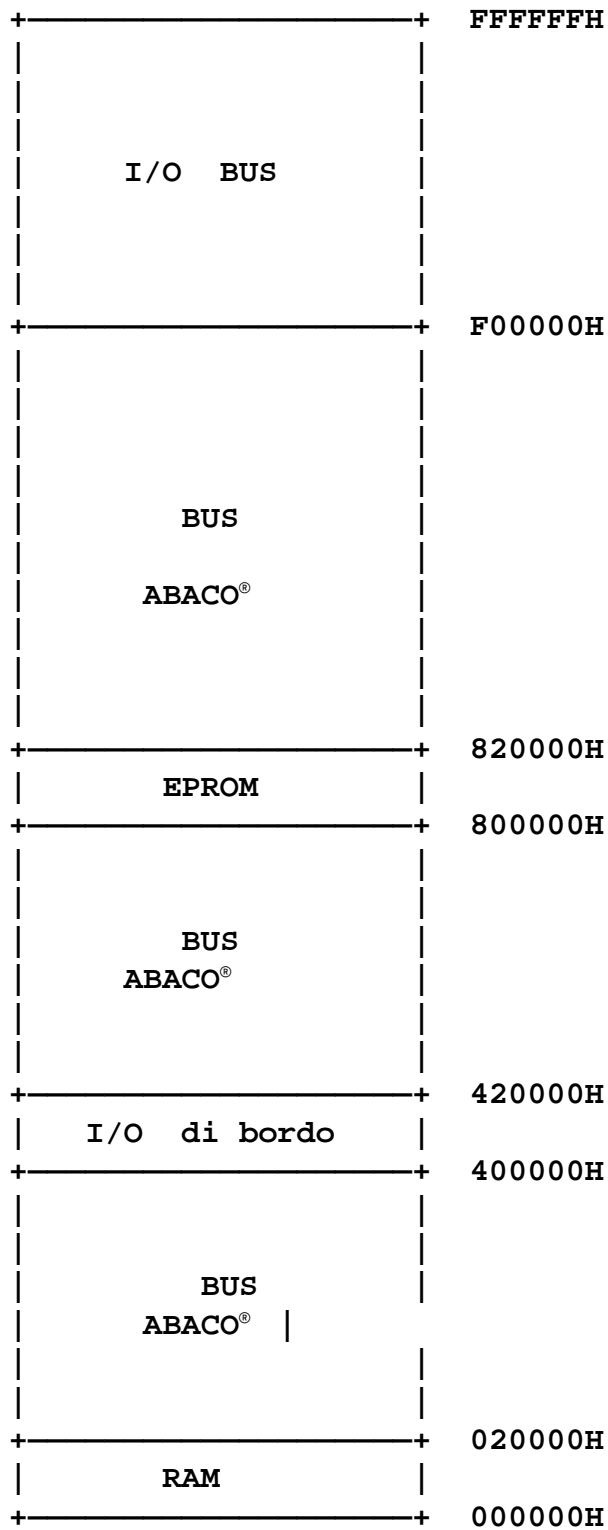 FFFFFFH
I/O BUS
F00000H
BUS
ABACO®
820000H
EPROM
800000H
BUS
ABACO®
420000H
I/O di bordo
400000H
BUS
ABACO®
020000H
RAM
000000H